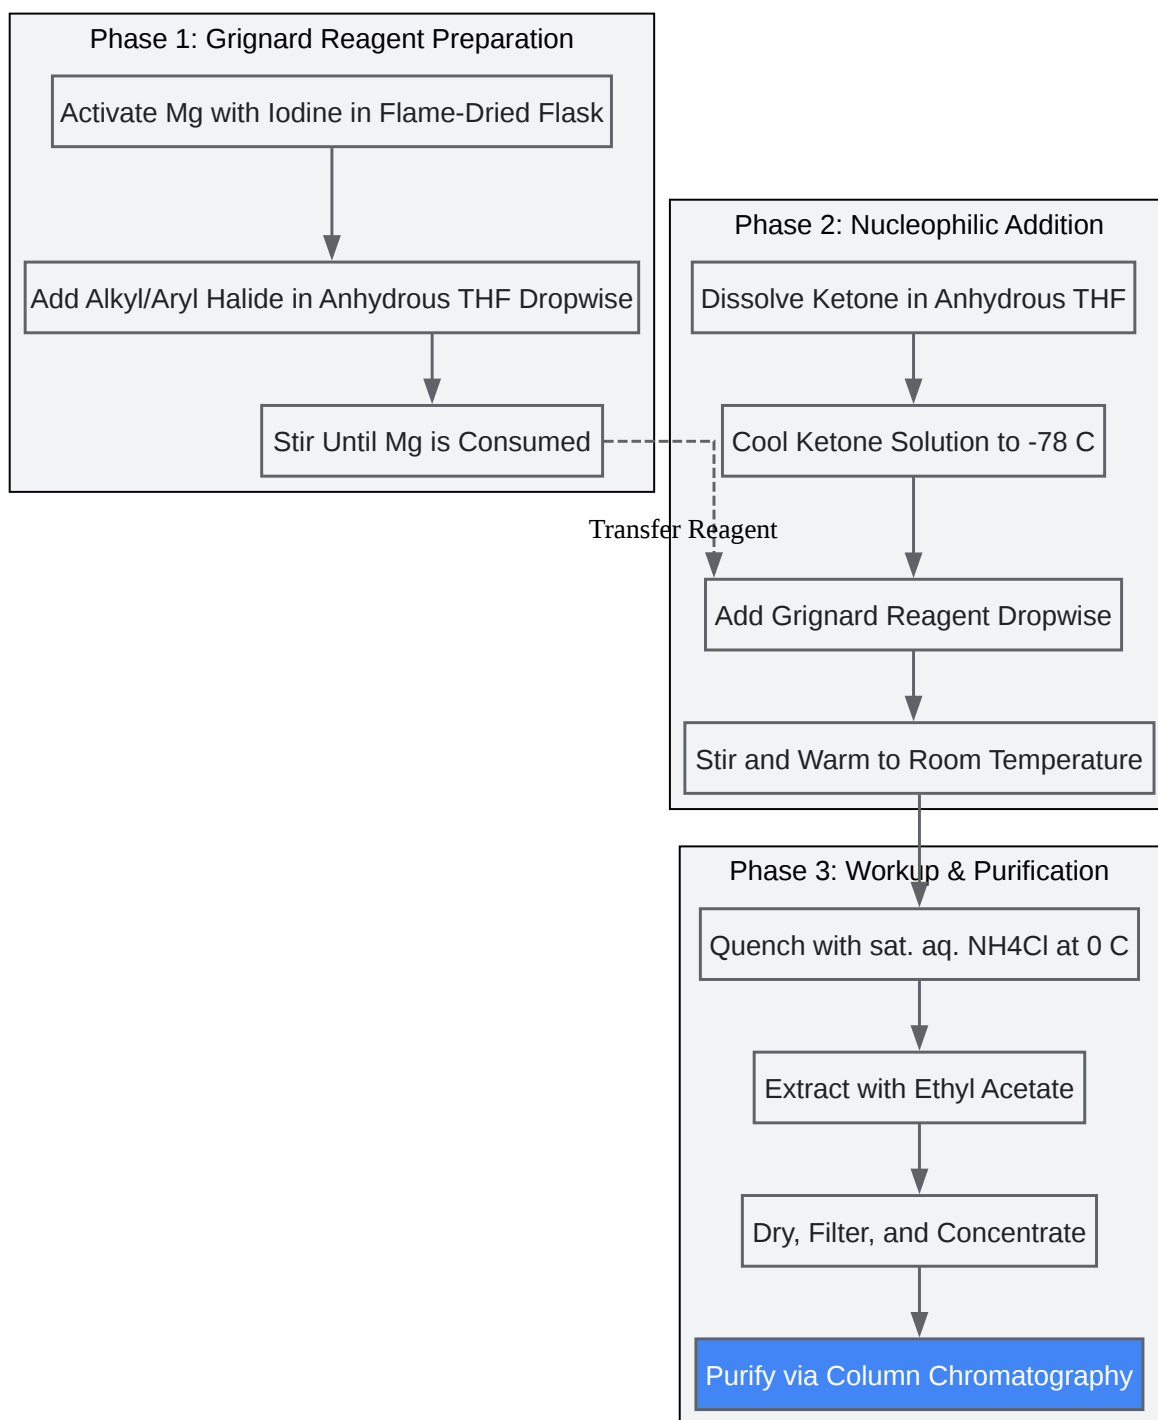 Phase 1: Grignard Reagent Preparation
Activate Mg with Iodine in Flame-Dried Flask
Add Alkyl/Aryl Halide in Anhydrous THF Dropwise
Stir Until Mg is Consumed
Transfer Reagent
Phase 2: Nucleophilic Addition
Dissolve Ketone in Anhydrous THF
Cool Ketone Solution to -78 C
Add Grignard Reagent Dropwise
Stir and Warm to Room Temperature
Phase 3: Workup & Purification
Quench with sat. aq. NH4Cl at 0 C
Extract with Ethyl Acetate
Dry, Filter, and Concentrate
Purify via Column Chromatography